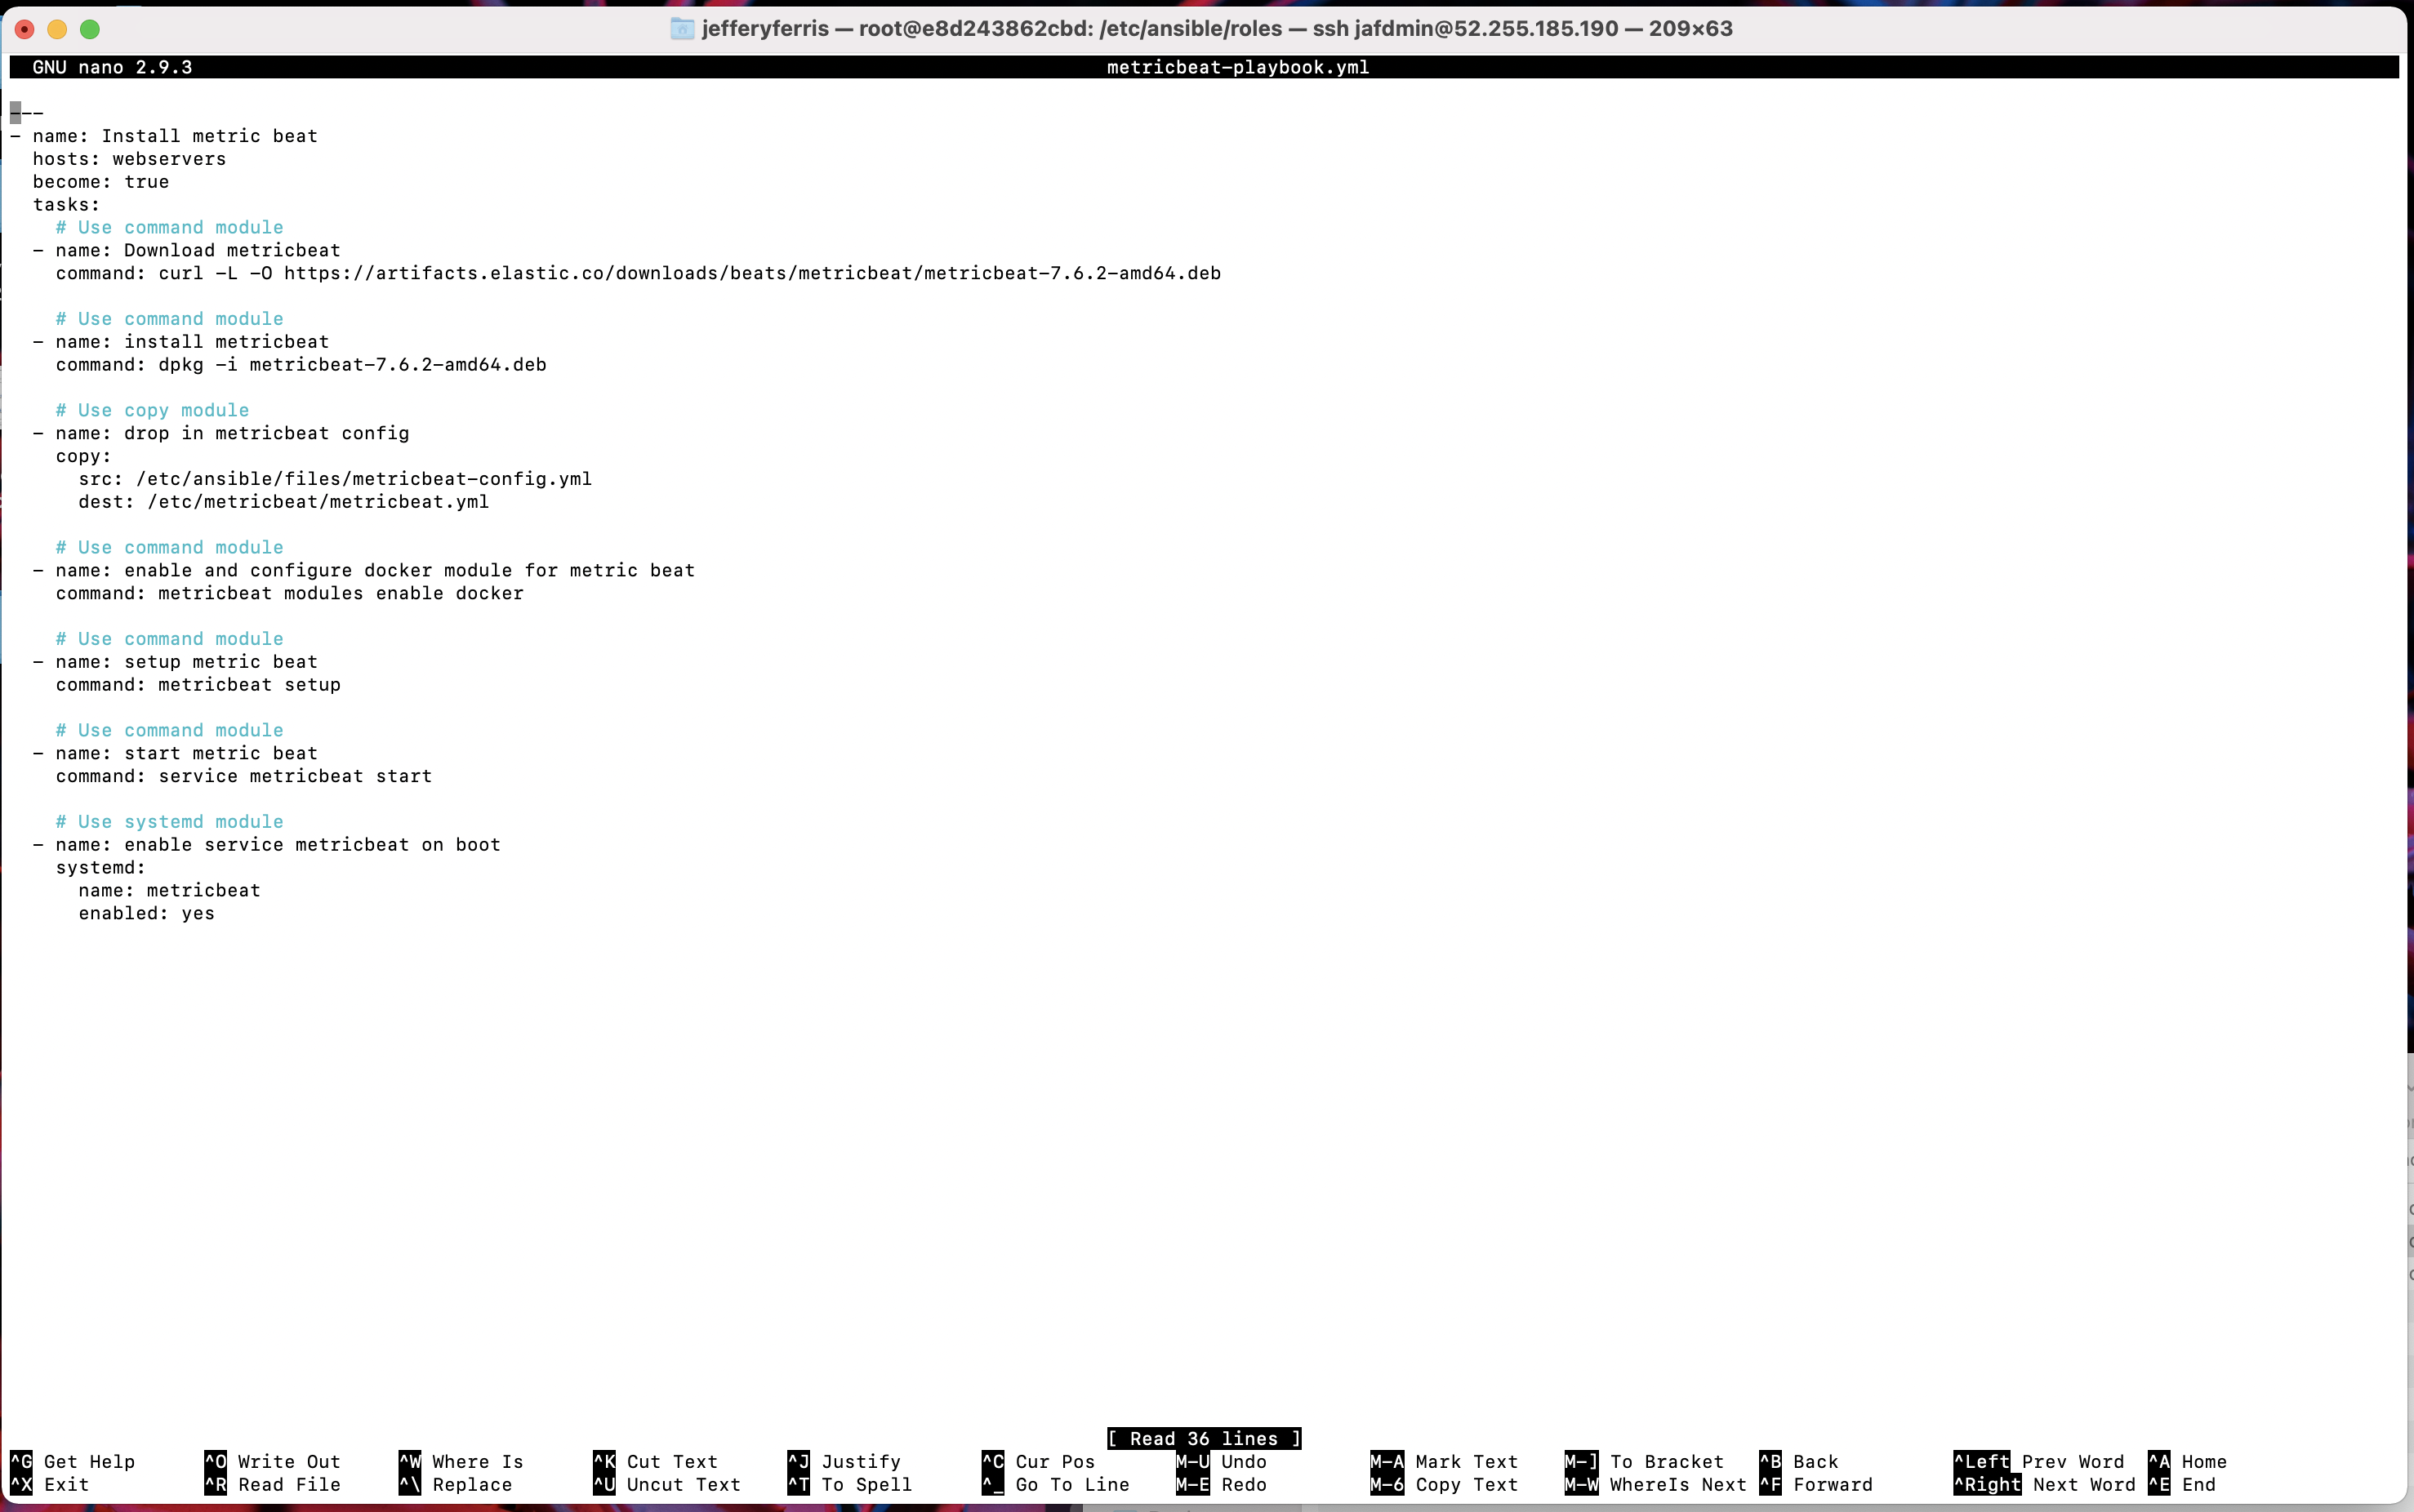 jefferyferris — root@e8d243862cbd: /etc/ansible/roles — ssh jafdmin@52.255.185.190 — 209×63
GNU nano 2.9.3 metricbeat-playbook.yml
---
- name: Install metric beat
  hosts: webservers
  become: true
  tasks:
    # Use command module
  - name: Download metricbeat
    command: curl -L -O https://artifacts.elastic.co/downloads/beats/metricbeat/metricbeat-7.6.2-amd64.deb
    # Use command module
  - name: install metricbeat
    command: dpkg -i metricbeat-7.6.2-amd64.deb
    # Use copy module
  - name: drop in metricbeat config
    copy:
      src: /etc/ansible/files/metricbeat-config.yml
      dest: /etc/metricbeat/metricbeat.yml
    # Use command module
  - name: enable and configure docker module for metric beat
    command: metricbeat modules enable docker
    # Use command module
  - name: setup metric beat
    command: metricbeat setup
    # Use command module
  - name: start metric beat
    command: service metricbeat start
    # Use systemd module
  - name: enable service metricbeat on boot
    systemd:
      name: metricbeat
      enabled: yes
[ Read 36 lines ]
^G Get Help ^O Write Out ^W Where Is ^K Cut Text ^J Justify ^C Cur Pos M-U Undo M-A Mark Text M-] To Bracket ^B Back ^Left Prev Word ^A Home
^X Exit ^R Read File ^\ Replace ^U Uncut Text ^T To Spell ^_ Go To Line M-E Redo M-6 Copy Text M-W WhereIs Next ^F Forward ^Right Next Word ^E End